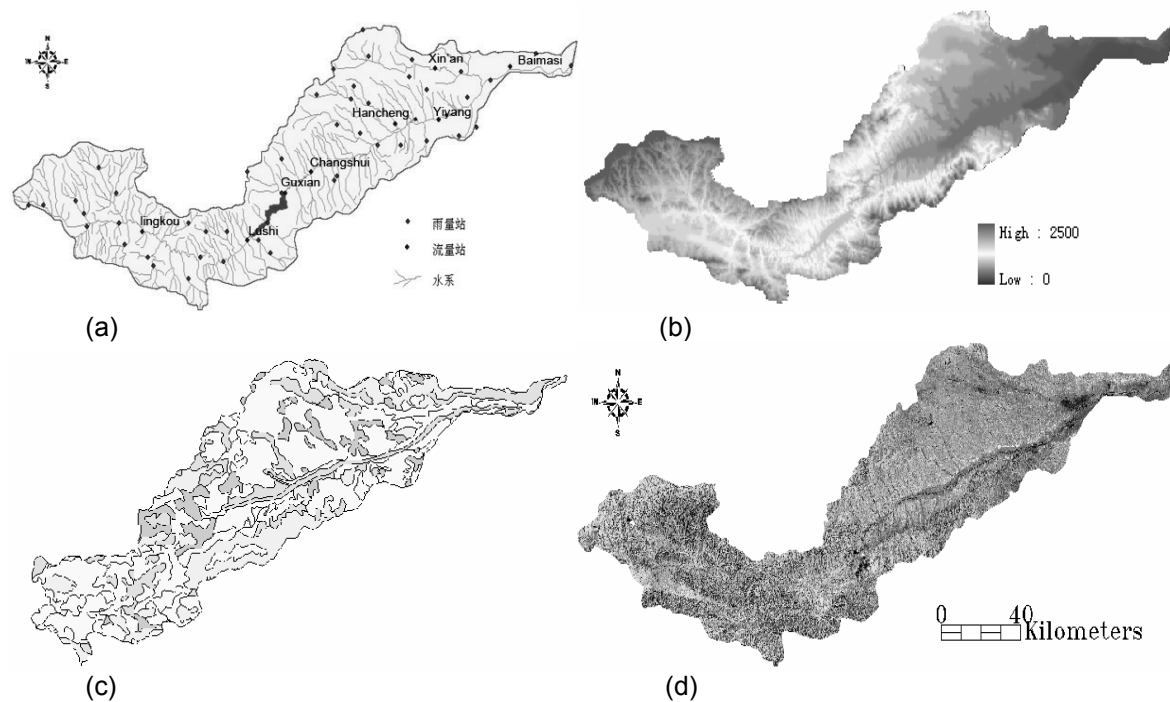 N
W E
S
Xin'an
Baimasi
Hancheng
Yiyang
Changshui
Guxian
lingkou
Lushi
雨量站
流量站
水系
High : 2500
Low : 0
(a)
(b)
N
W E
S
0 40
Kilometers
(c)
(d)